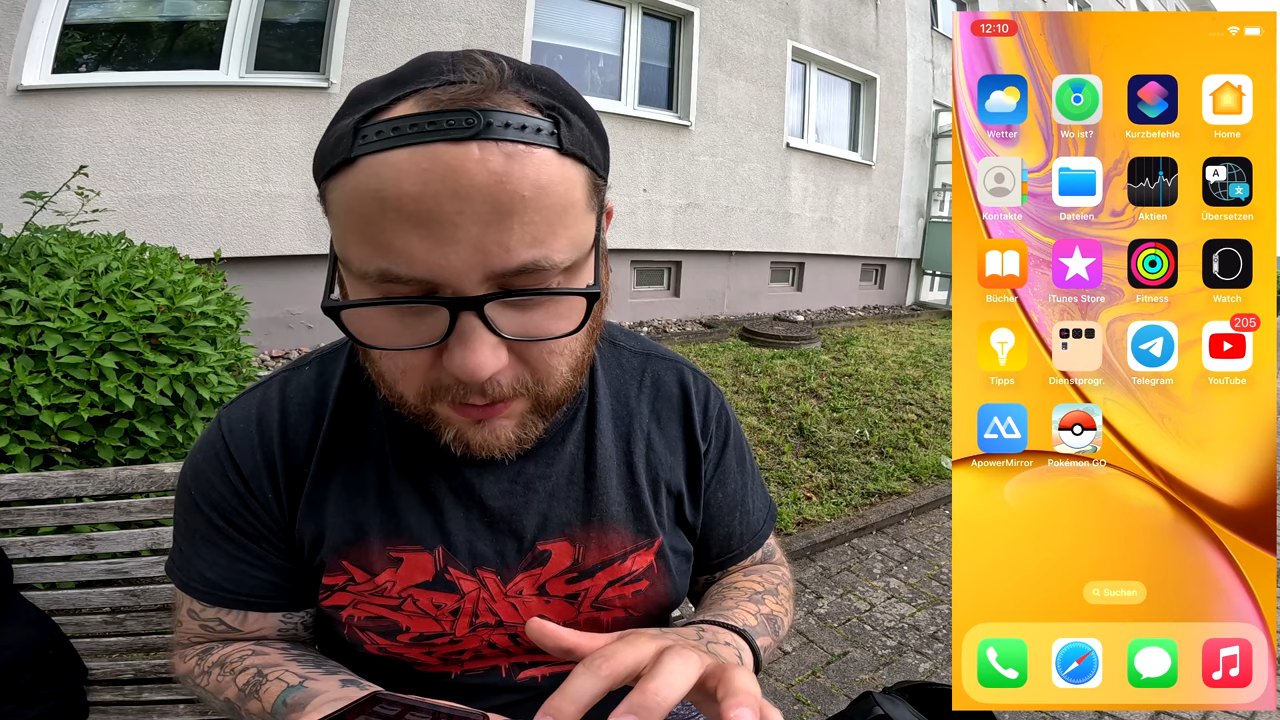 12:10
Wetter
Wo ist?
Kurzbefehle
Home
Kontakte
Dateien
Aktien
Übersetzen
Bücher
iTunes Store
Fitness
Watch
205
Tipps
Dienstprogr.
Telegram
YouTube
ApowerMirror
Pokémon GO
Suchen